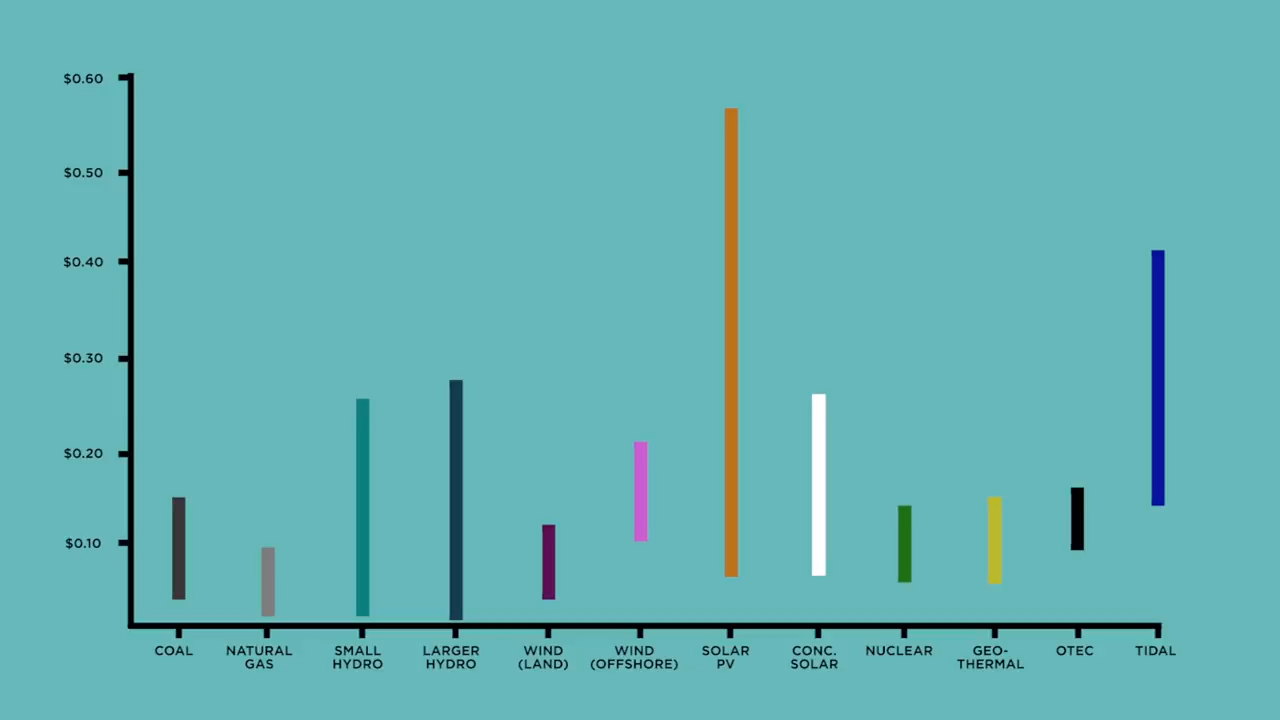 $0.60
$0.50
$0.40
$0.30
$0.20
$0.10
COAL
NATURAL
GAS
SMALL
HYDRO
LARGER
HYDRO
WIND
(LAND)
WIND
(OFFSHORE)
SOLAR
PV
CONC.
SOLAR
NUCLEAR
GEO-
THERMAL
OTEC
TIDAL